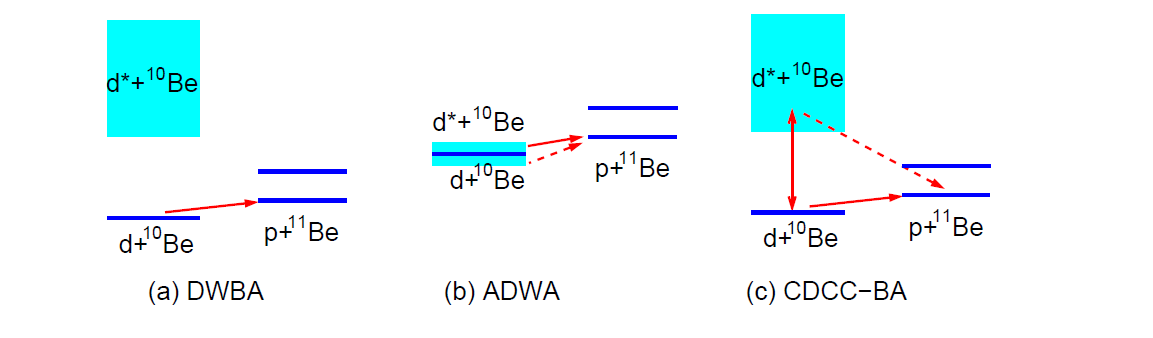 d*+¹⁰Be
d+¹⁰Be
p+¹¹Be
(a) DWBA
d*+¹⁰Be
d+¹⁰Be
p+¹¹Be
(b) ADWA
d*+¹⁰Be
d+¹⁰Be
p+¹¹Be
(c) CDCC−BA